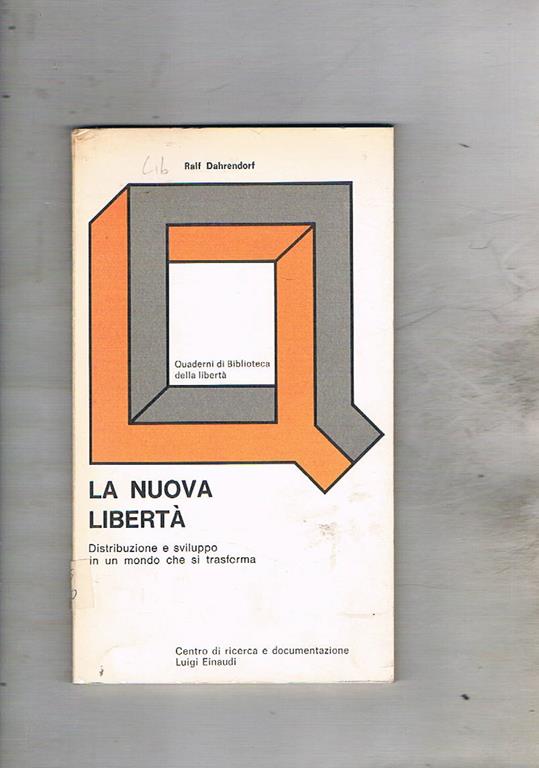 Lib
Ralf Dahrendorf
Quaderni di Biblioteca
della libertà
LA NUOVA
LIBERTÀ
Distribuzione e sviluppo
in un mondo che si trasforma
Centro di ricerca e documentazione
Luigi Einaudi